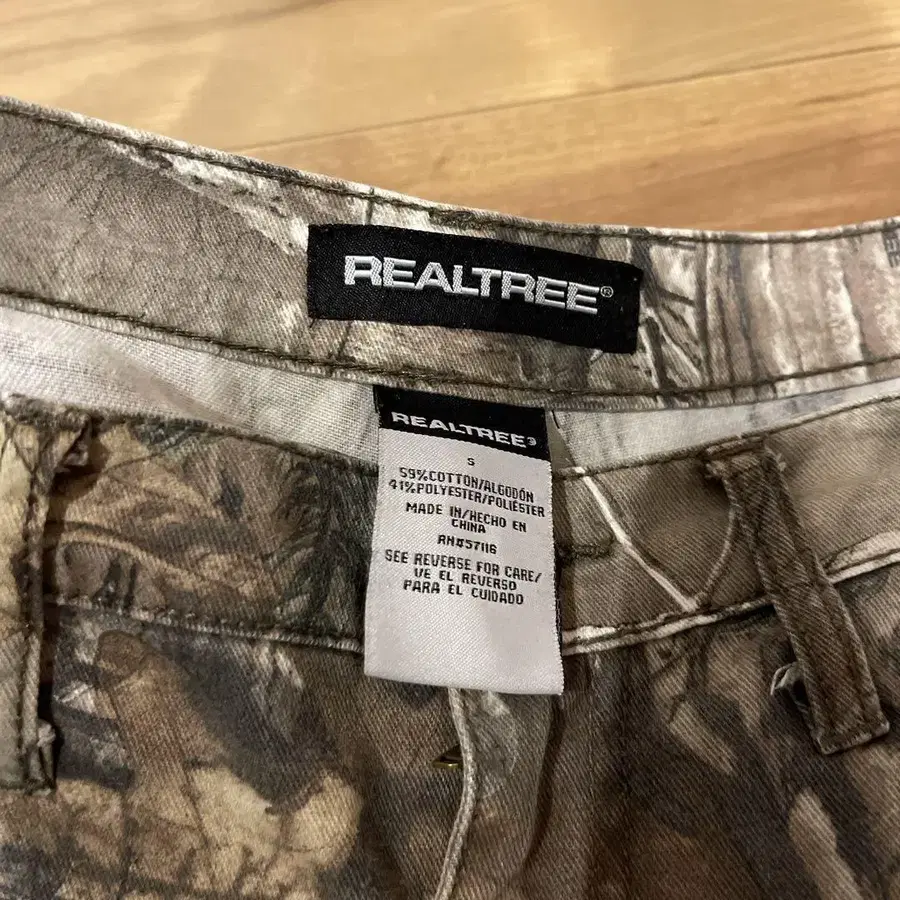 REALTREE®
REALTREE®
S
59%COTTON/ALGODÓN
41%POLYESTER/POLIÉSTER
MADE IN/HECHO EN
CHINA
RN#57116
SEE REVERSE FOR CARE/
VE EL REVERSO
PARA EL CUIDADO